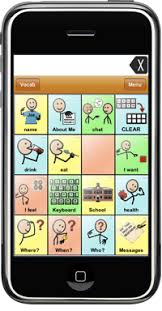 X
Vocab Menu
name About Me chat CLEAR
drink eat I want
I feel Keyboard School health
Where? When? Who? Messages